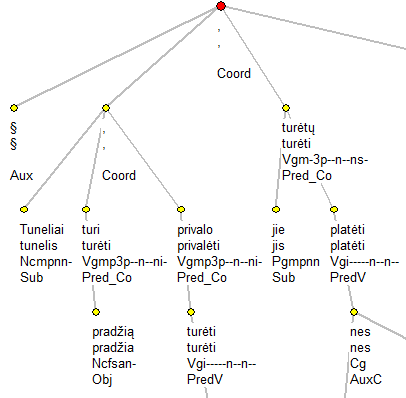 ,
,
Coord
§
§
Aux
,
,
Coord
turėtų
turėti
Vgm-3p--n--ns-
Pred_Co
Tuneliai
tunelis
Ncmpnn-
Sub
turi
turėti
Vgmp3p--n--ni-
Pred_Co
privalo
privalėti
Vgmp3p--n--ni-
Pred_Co
jie
jis
Pgmpnn
Sub
platėti
platėti
Vgi-----n--n--
PredV
pradžią
pradžia
Ncfsan-
Obj
turėti
turėti
Vgi-----n--n--
PredV
nes
nes
Cg
AuxC